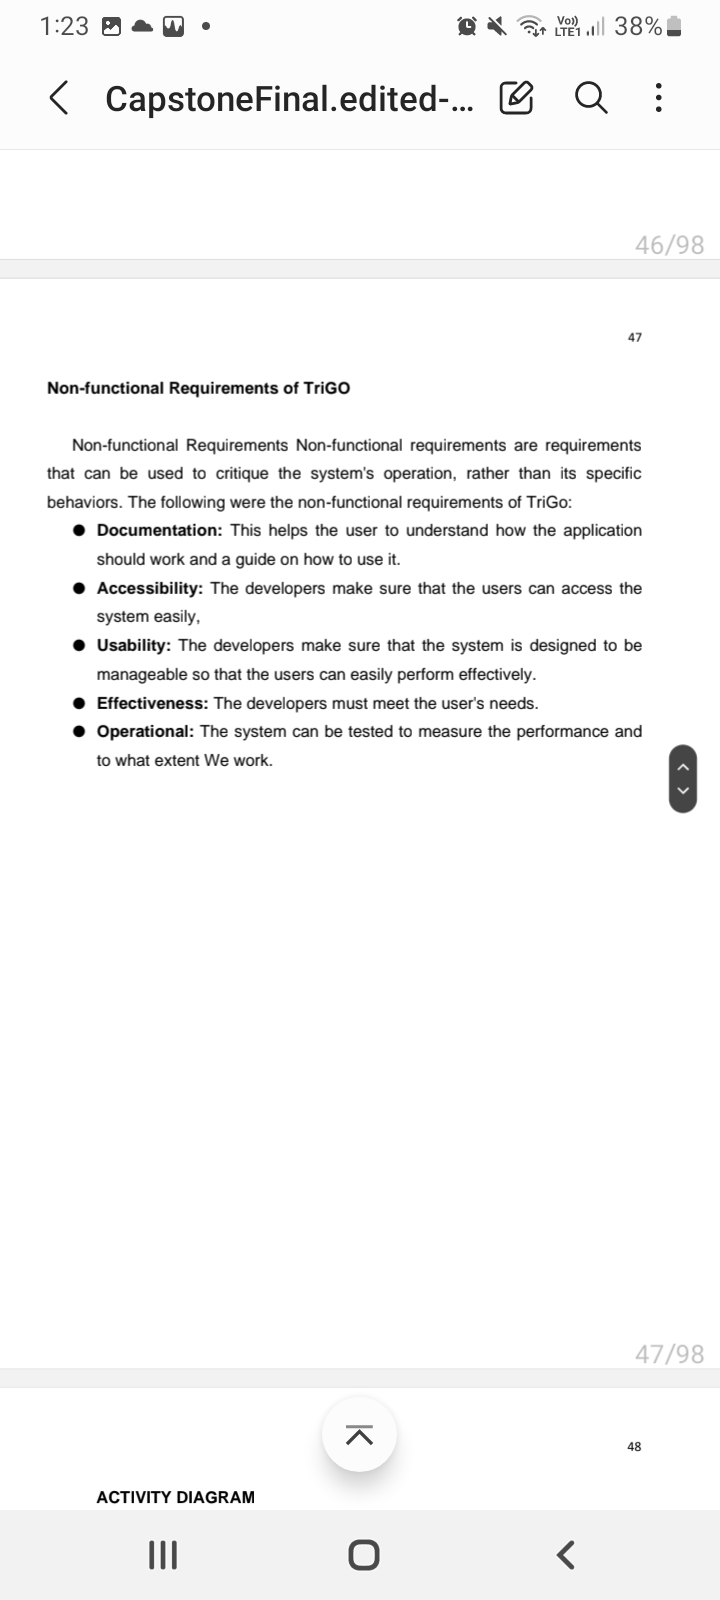 1:23
Vo))
LTE1
38%
CapstoneFinal.edited-...
46/98
47
Non-functional Requirements of TriGO
Non-functional Requirements Non-functional requirements are requirements
that can be used to critique the system's operation, rather than its specific
behaviors. The following were the non-functional requirements of TriGo:
● Documentation: This helps the user to understand how the application
should work and a guide on how to use it.
● Accessibility: The developers make sure that the users can access the
system easily,
● Usability: The developers make sure that the system is designed to be
manageable so that the users can easily perform effectively.
● Effectiveness: The developers must meet the user's needs.
● Operational: The system can be tested to measure the performance and
to what extent We work.
47/98
48
ACTIVITY DIAGRAM